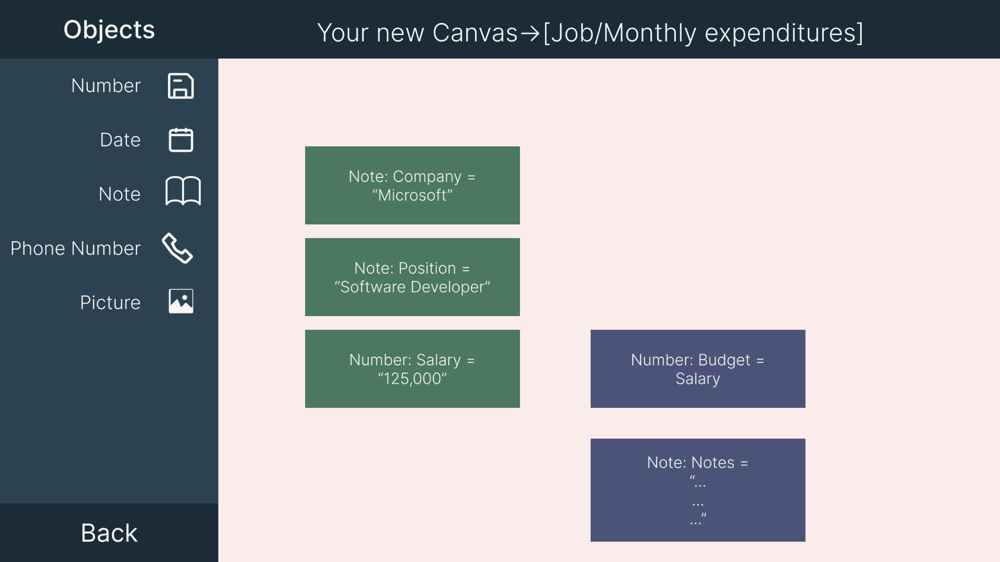 Objects
Your new Canvas→[Job/Monthly expenditures]
Number
Date
Note
Phone Number
Picture
Back
Note: Company =
“Microsoft”
Note: Position =
“Software Developer”
Number: Salary =
“125,000”
Number: Budget =
Salary
Note: Notes =
“...
...
...”